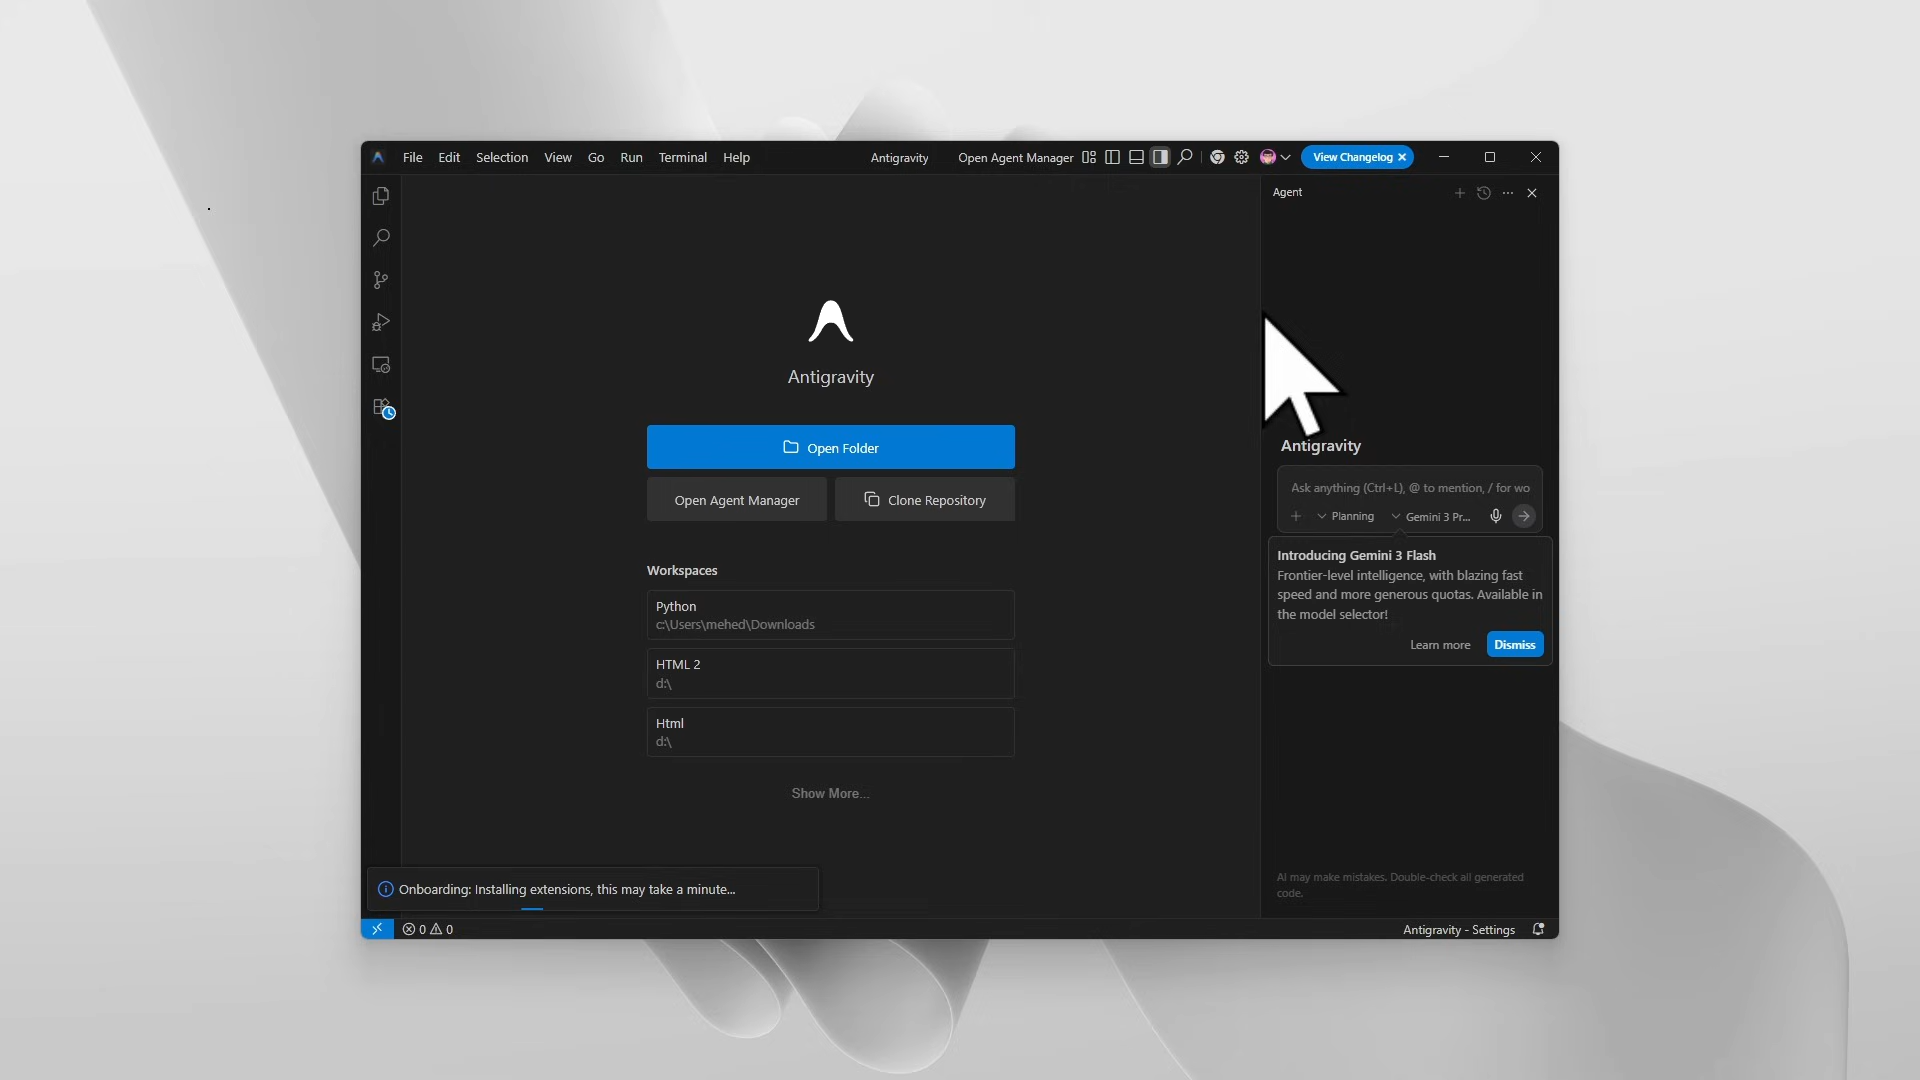 File Edit Selection View Go Run Terminal Help Antigravity Open Agent Manager View Changelog
Agent
Antigravity
Open Folder
Open Agent Manager Clone Repository
Workspaces
Python
c:\Users\mehed\Downloads
HTML 2
d:\
Html
d:\
Show More...
Antigravity
Ask anything (Ctrl+L), @ to mention, / for wo
Planning Gemini 3 Pr...
Introducing Gemini 3 Flash
Frontier-level intelligence, with blazing fast
speed and more generous quotas. Available in
the model selector!
Learn more Dismiss
AI may make mistakes. Double-check all generated
code.
Onboarding: Installing extensions, this may take a minute...
0 0 Antigravity - Settings